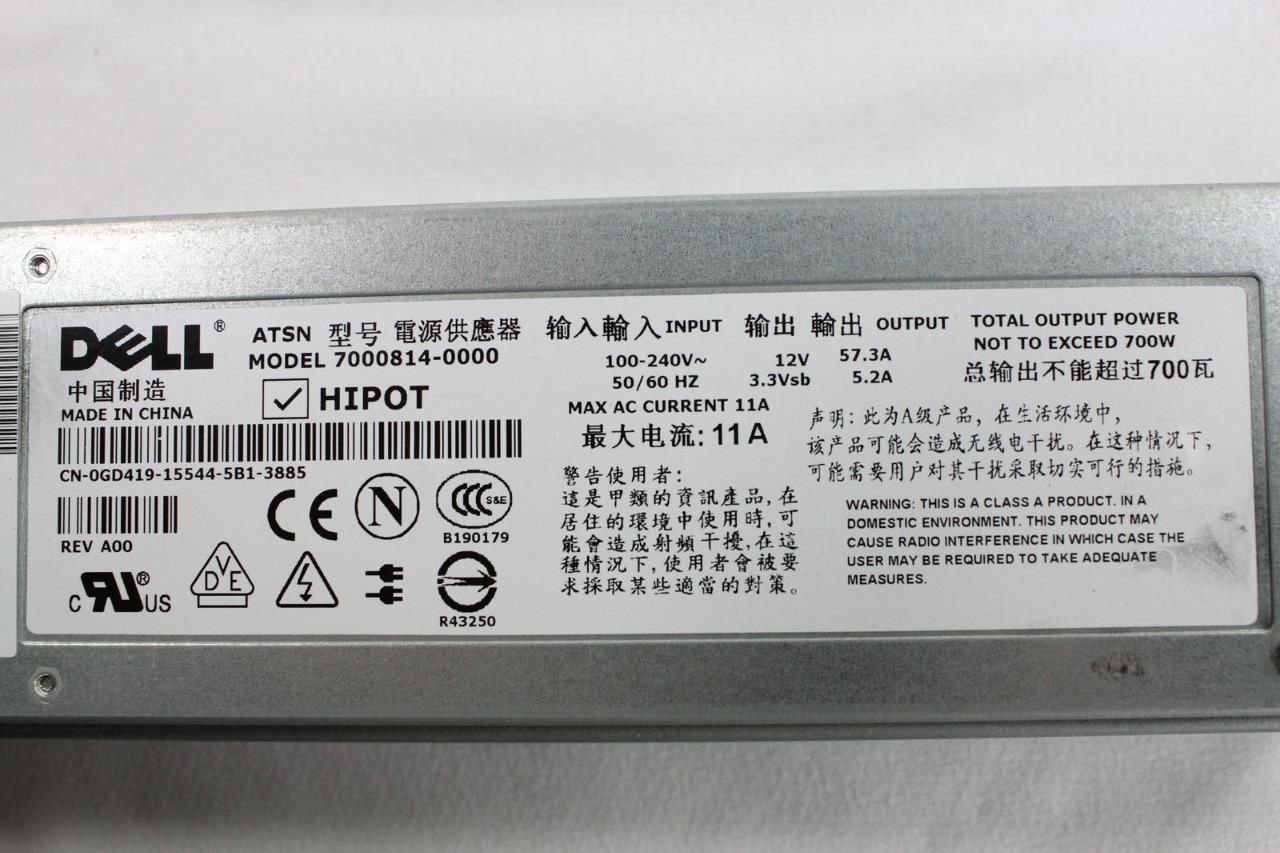 DELL®
ATSN 型号 電源供應器
MODEL 7000814-0000
中国制造
MADE IN CHINA
HIPOT
CN-0GD419-15544-5B1-3885
REV A00
CE
N
S&E
B190179
C UR® US
DVE
R43250
输入輸入INPUT
100-240V~
50/60 HZ
MAX AC CURRENT 11A
最大电流: 11A
输出 輸出 OUTPUT
12V 57.3A
3.3Vsb 5.2A
TOTAL OUTPUT POWER
NOT TO EXCEED 700W
总输出不能超过700瓦
警告使用者:
這是甲類的資訊產品,在
居住的環境中使用時,可
能會造成射頻干擾,在這
種情況下,使用者會被要
求採取某些適當的對策。
声明: 此为A级产品, 在生活环境中,
该产品可能会造成无线电干扰。在这种情况下,
可能需要用户对其干扰采取切实可行的措施。
WARNING: THIS IS A CLASS A PRODUCT. IN A
DOMESTIC ENVIRONMENT. THIS PRODUCT MAY
CAUSE RADIO INTERFERENCE IN WHICH CASE THE
USER MAY BE REQUIRED TO TAKE ADEQUATE
MEASURES.